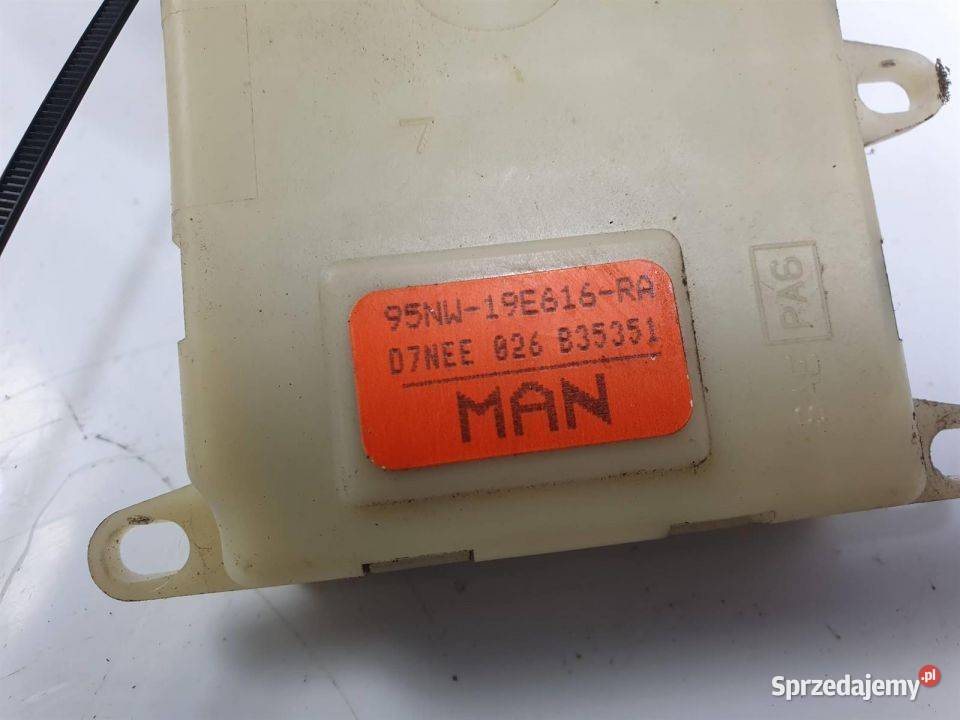 7
95NW-19E616-RA
D7NEE 026 B35351
MAN
PA6
Sprzedajemy.pl